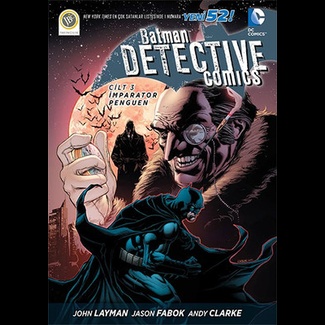 NEW YORK TIMES EN ÇOK SATANLAR LİSTESİNDE 1 NUMARA
YENİ 52!
DC COMICS
Batman
DETECTIVE
COMICS
CİLT 3
İMPARATOR
PENGUEN
JOHN LAYMAN JASON FABOK ANDY CLARKE